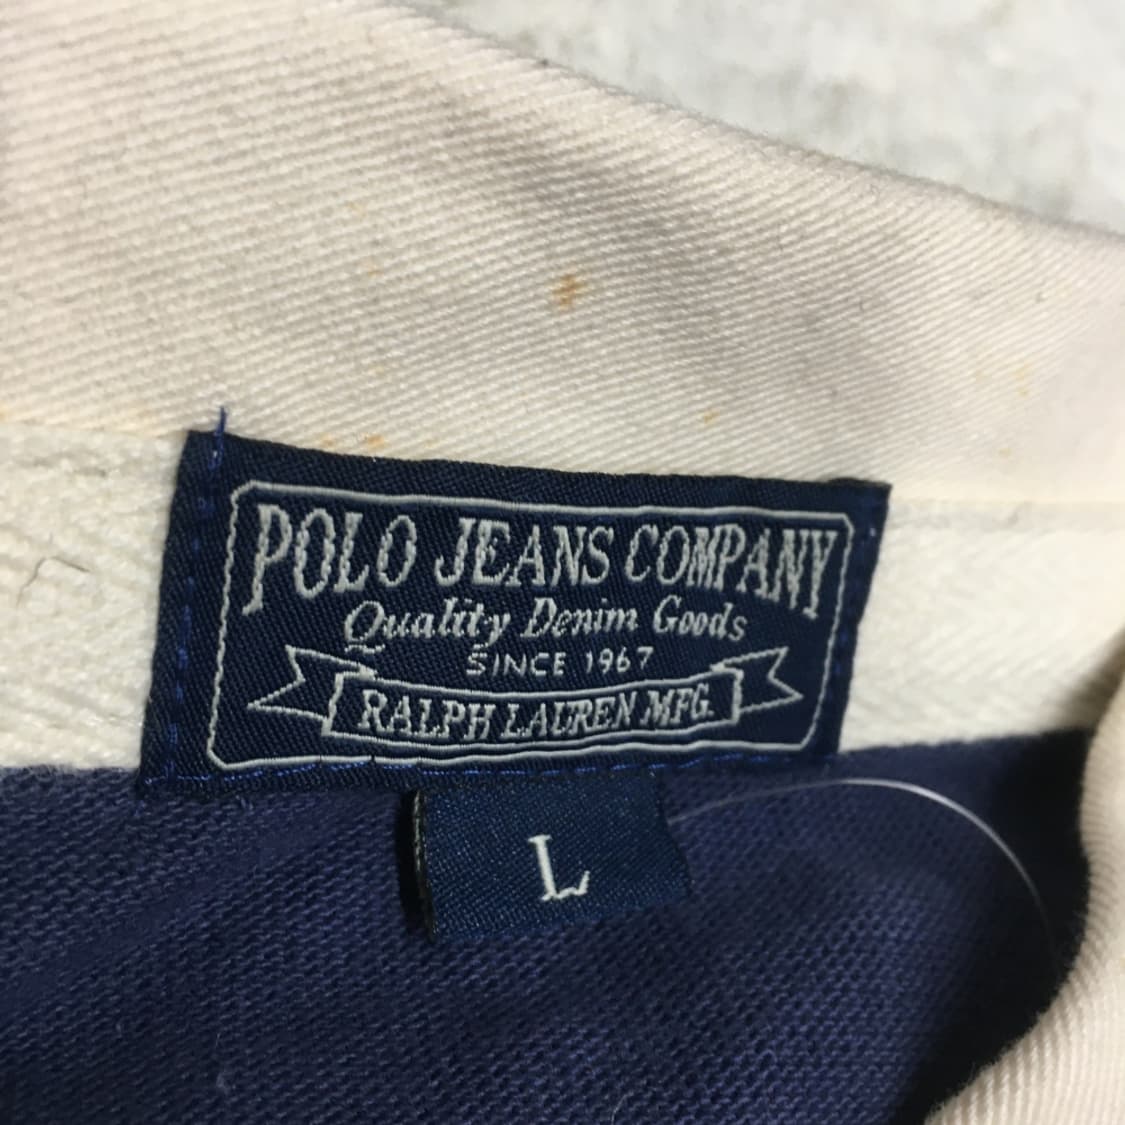 POLO JEANS COMPANY
Quality Denim Goods
SINCE 1967
RALPH LAUREN MFG.
L